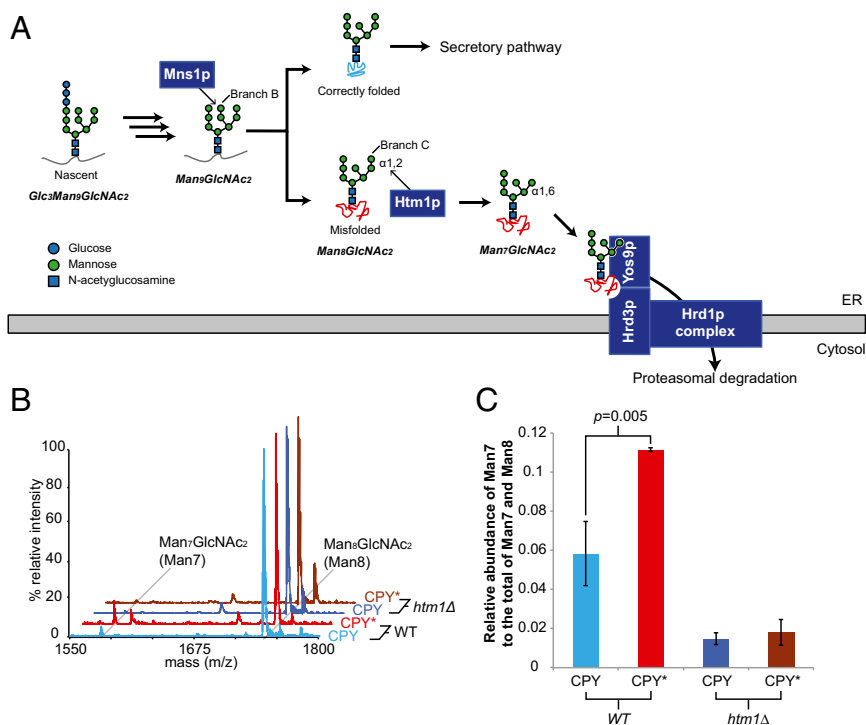 A
Mns1p
Branch B
Nascent
Glc₃Man₉GlcNAc₂
Man₉GlcNAc₂
Correctly folded
Secretory pathway
Branch C
α1,2
Htm1p
Misfolded
Man₈GlcNAc₂
α1,6
Man₇GlcNAc₂
Glucose
Mannose
N-acetyglucosamine
Yos9p
Hrd3p
Hrd1p
complex
ER
Cytosol
Proteasomal degradation
B
% relative intensity
100
80
60
40
20
0
Man₇GlcNAc₂
(Man7)
Man₈GlcNAc₂
(Man8)
CPY*
CPY
htm1Δ
CPY*
CPY
WT
1550
1675
1800
mass (m/z)
C
p=0.005
Relative abundance of Man7
to the total of Man7 and Man8
0.12
0.1
0.08
0.06
0.04
0.02
0
CPY
CPY*
CPY
CPY*
WT
htm1Δ